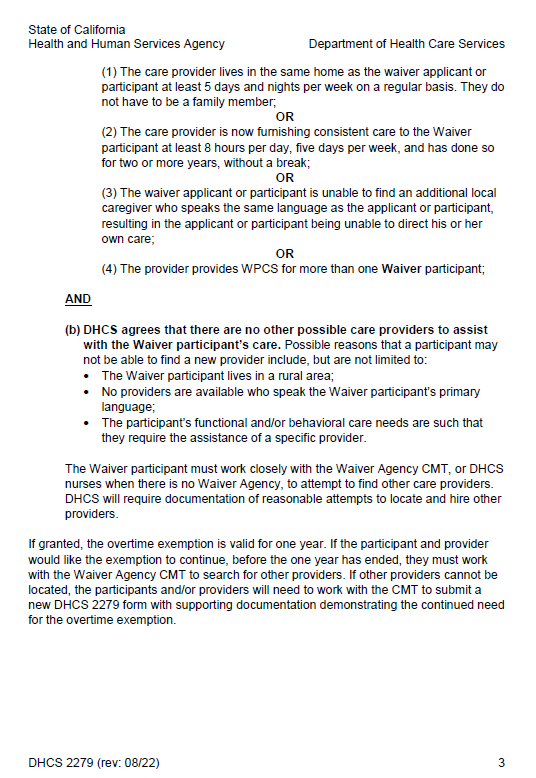 State of California
Health and Human Services Agency Department of Health Care Services
(1) The care provider lives in the same home as the waiver applicant or
participant at least 5 days and nights per week on a regular basis. They do
not have to be a family member;
OR
(2) The care provider is now furnishing consistent care to the Waiver
participant at least 8 hours per day, five days per week, and has done so
for two or more years, without a break;
OR
(3) The waiver applicant or participant is unable to find an additional local
caregiver who speaks the same language as the applicant or participant,
resulting in the applicant or participant being unable to direct his or her
own care;
OR
(4) The provider provides WPCS for more than one Waiver participant;
AND
(b) DHCS agrees that there are no other possible care providers to assist
with the Waiver participant's care. Possible reasons that a participant may
not be able to find a new provider include, but are not limited to:
• The Waiver participant lives in a rural area;
• No providers are available who speak the Waiver participant's primary
language;
• The participant's functional and/or behavioral care needs are such that
they require the assistance of a specific provider.
The Waiver participant must work closely with the Waiver Agency CMT, or DHCS
nurses when there is no Waiver Agency, to attempt to find other care providers.
DHCS will require documentation of reasonable attempts to locate and hire other
providers.
If granted, the overtime exemption is valid for one year. If the participant and provider
would like the exemption to continue, before the one year has ended, they must work
with the Waiver Agency CMT to search for other providers. If other providers cannot be
located, the participants and/or providers will need to work with the CMT to submit a
new DHCS 2279 form with supporting documentation demonstrating the continued need
for the overtime exemption.
DHCS 2279 (rev: 08/22) 3